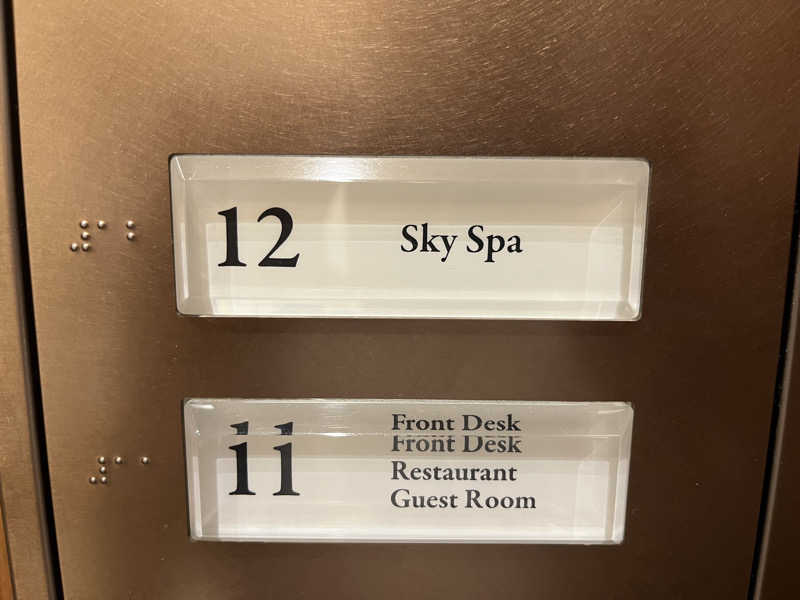 ⠼⠁⠃ 12 Sky Spa
⠼⠁⠁ 11 Front Desk
Front Desk
Restaurant
Guest Room